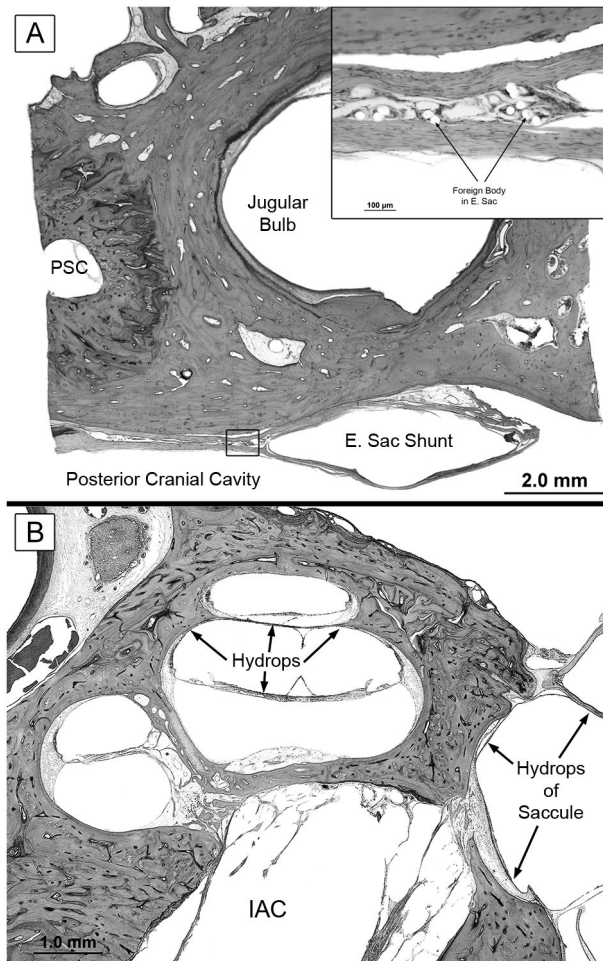 A
Jugular
Bulb
PSC
Foreign Body
in E. Sac
100 µm
E. Sac Shunt
Posterior Cranial Cavity
2.0 mm
B
Hydrops
Hydrops
of
Saccule
IAC
1.0 mm